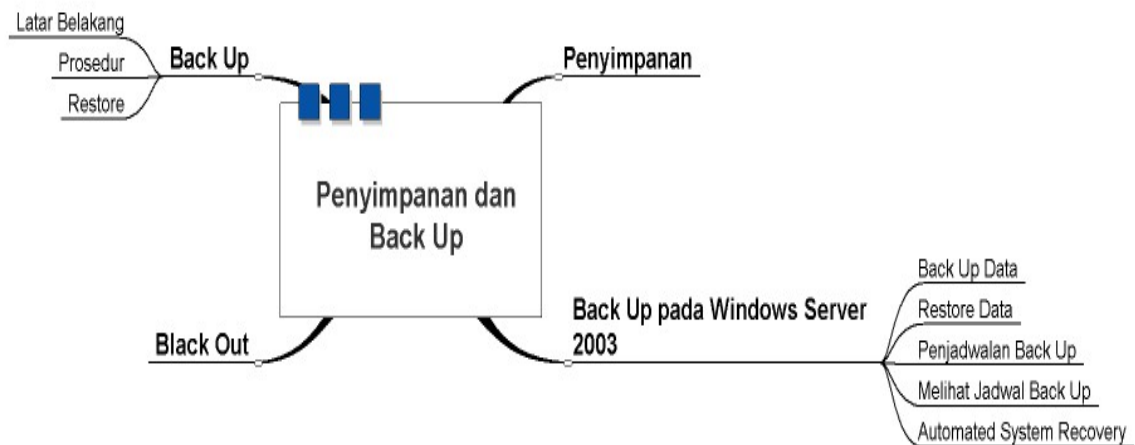 Latar Belakang
Prosedur
Restore
Back Up
Penyimpanan
Penyimpanan dan
Back Up
Black Out
Back Up pada Windows Server
2003
Back Up Data
Restore Data
Penjadwalan Back Up
Melihat Jadwal Back Up
Automated System Recovery